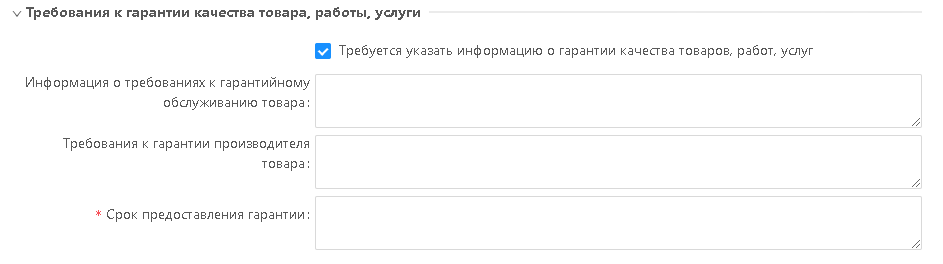 Требования к гарантии качества товара, работы, услуги
Требуется указать информацию о гарантии качества товаров, работ, услуг
Информация о требованиях к гарантийному
обслуживанию товара:
Требования к гарантии производителя
товара:
* Срок предоставления гарантии: